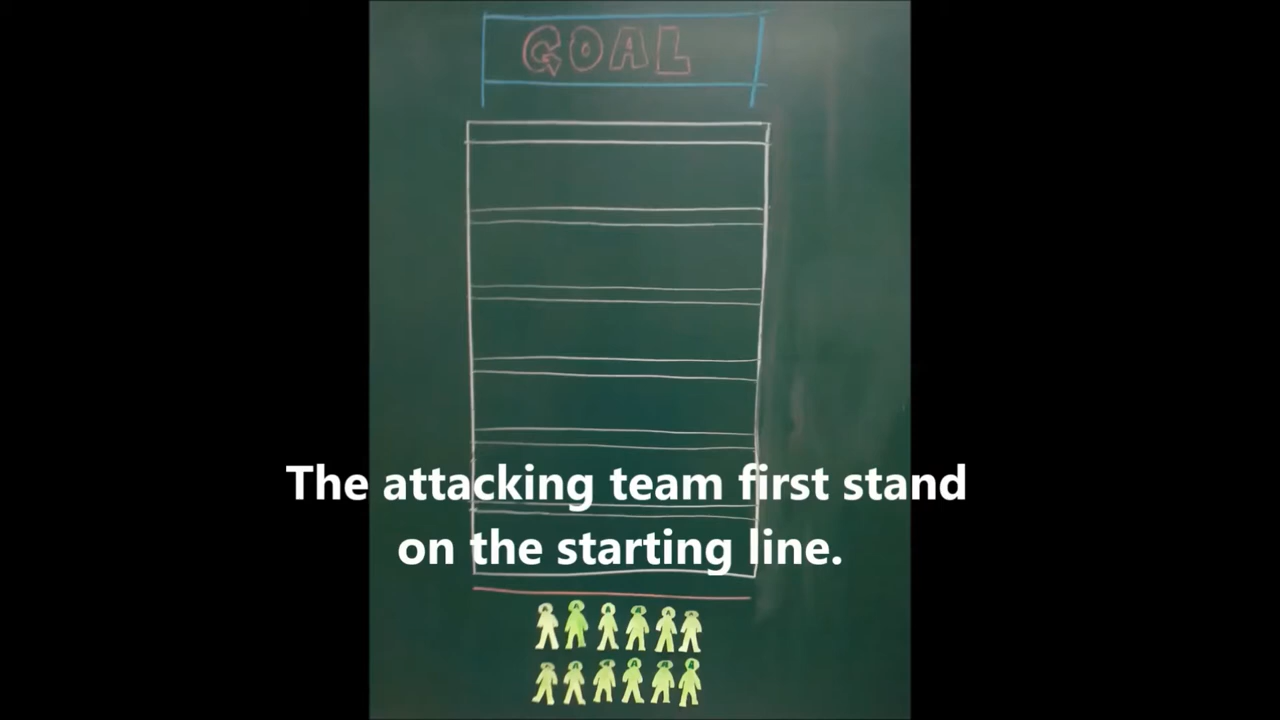 GOAL
The attacking team first stand
on the starting line.